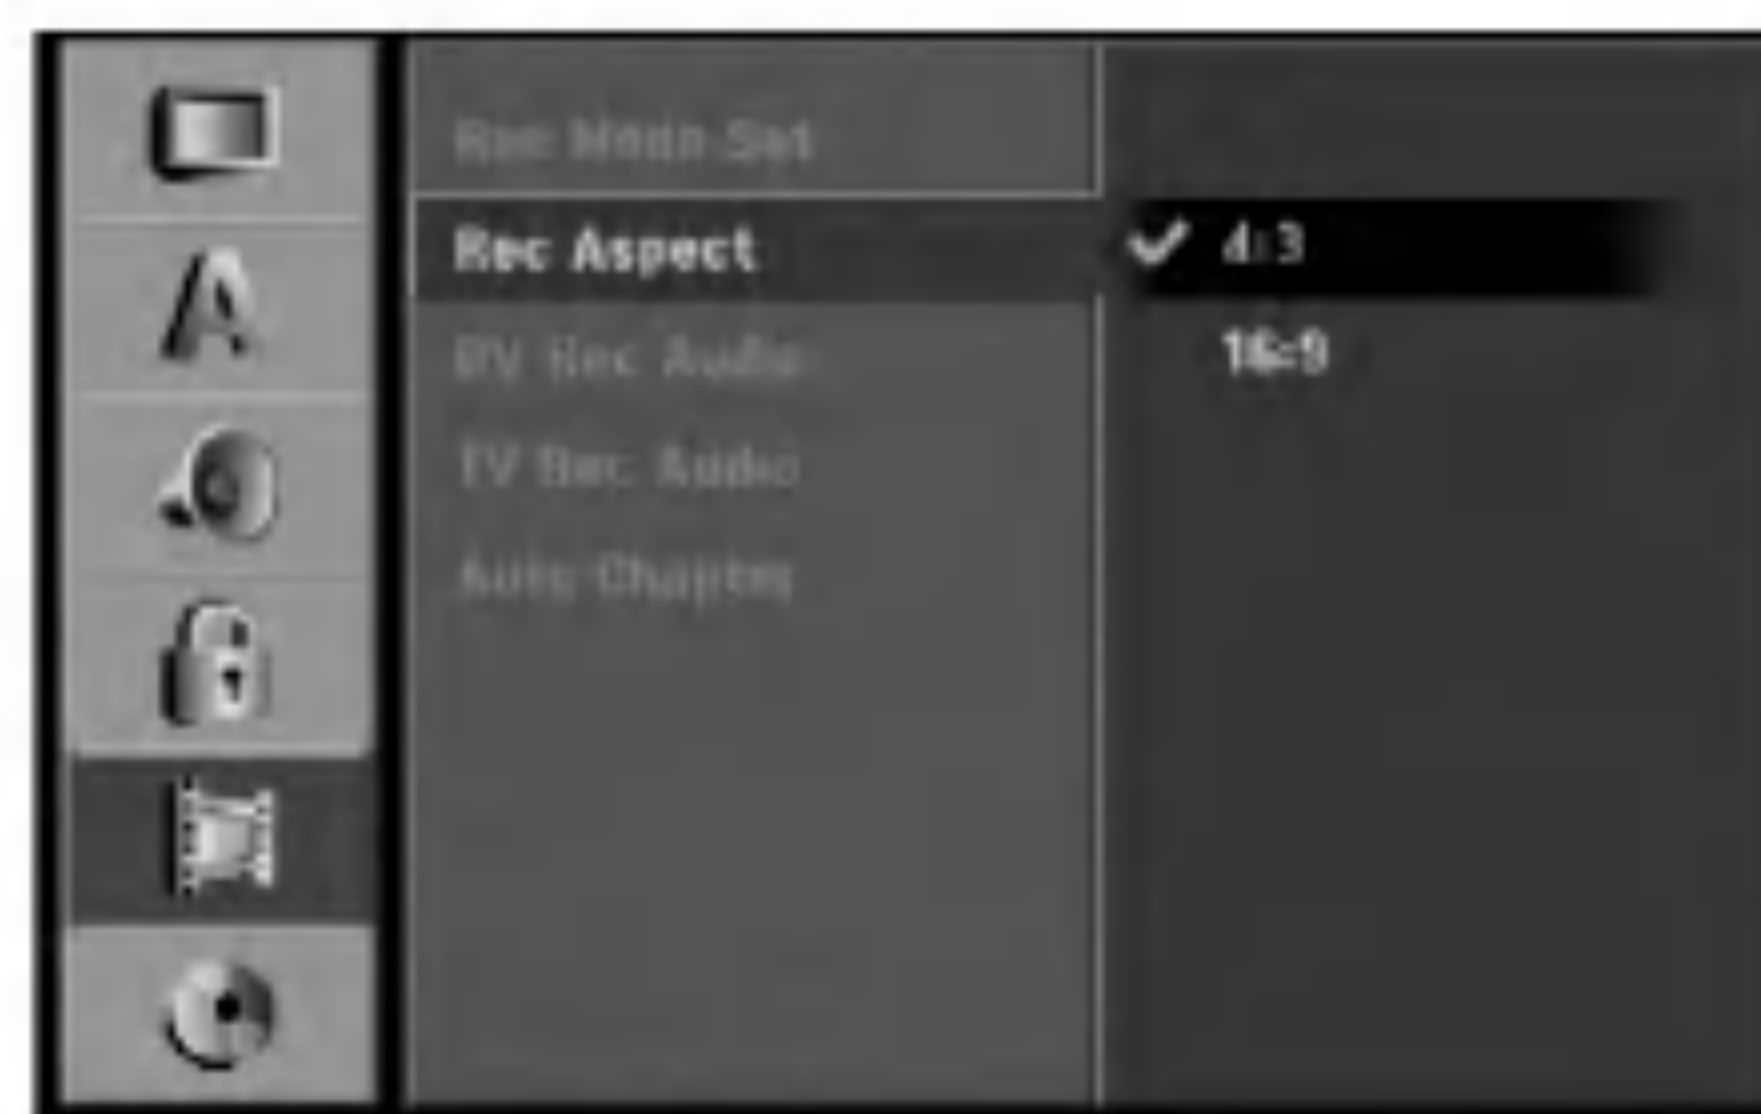 Rec Mode Set
Rec Aspect
4:3
16:9
DV Rec Audio
TV Rec Audio
Auto Chapter